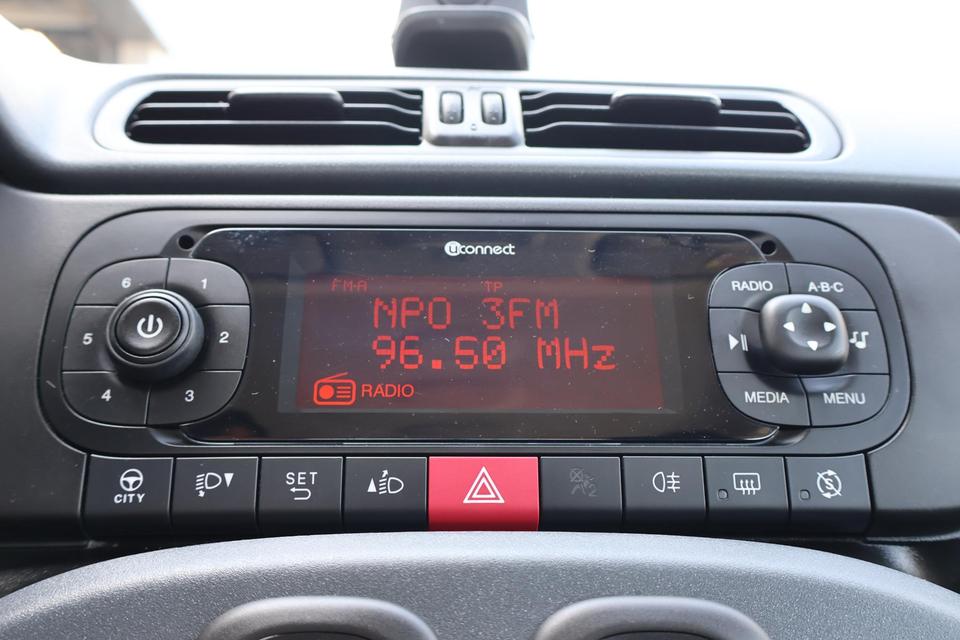 uconnect
FM-A TP
NPO 3FM
96.50 MHz
RADIO
6 1
5 2
4 3
RADIO A·B·C
MEDIA MENU
CITY
SET
2